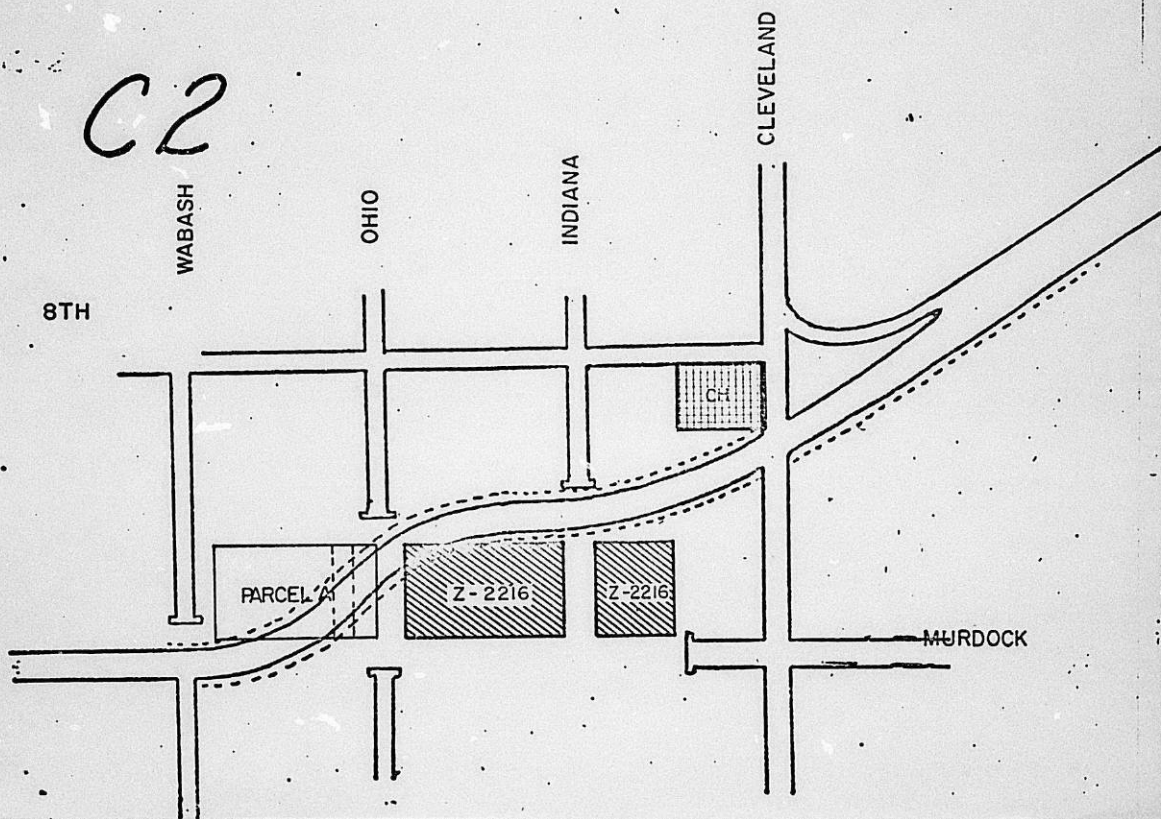 C2
CLEVELAND
WABASH
OHIO
INDIANA
8TH
CH
PARCEL A
Z-2216
Z-2216
MURDOCK